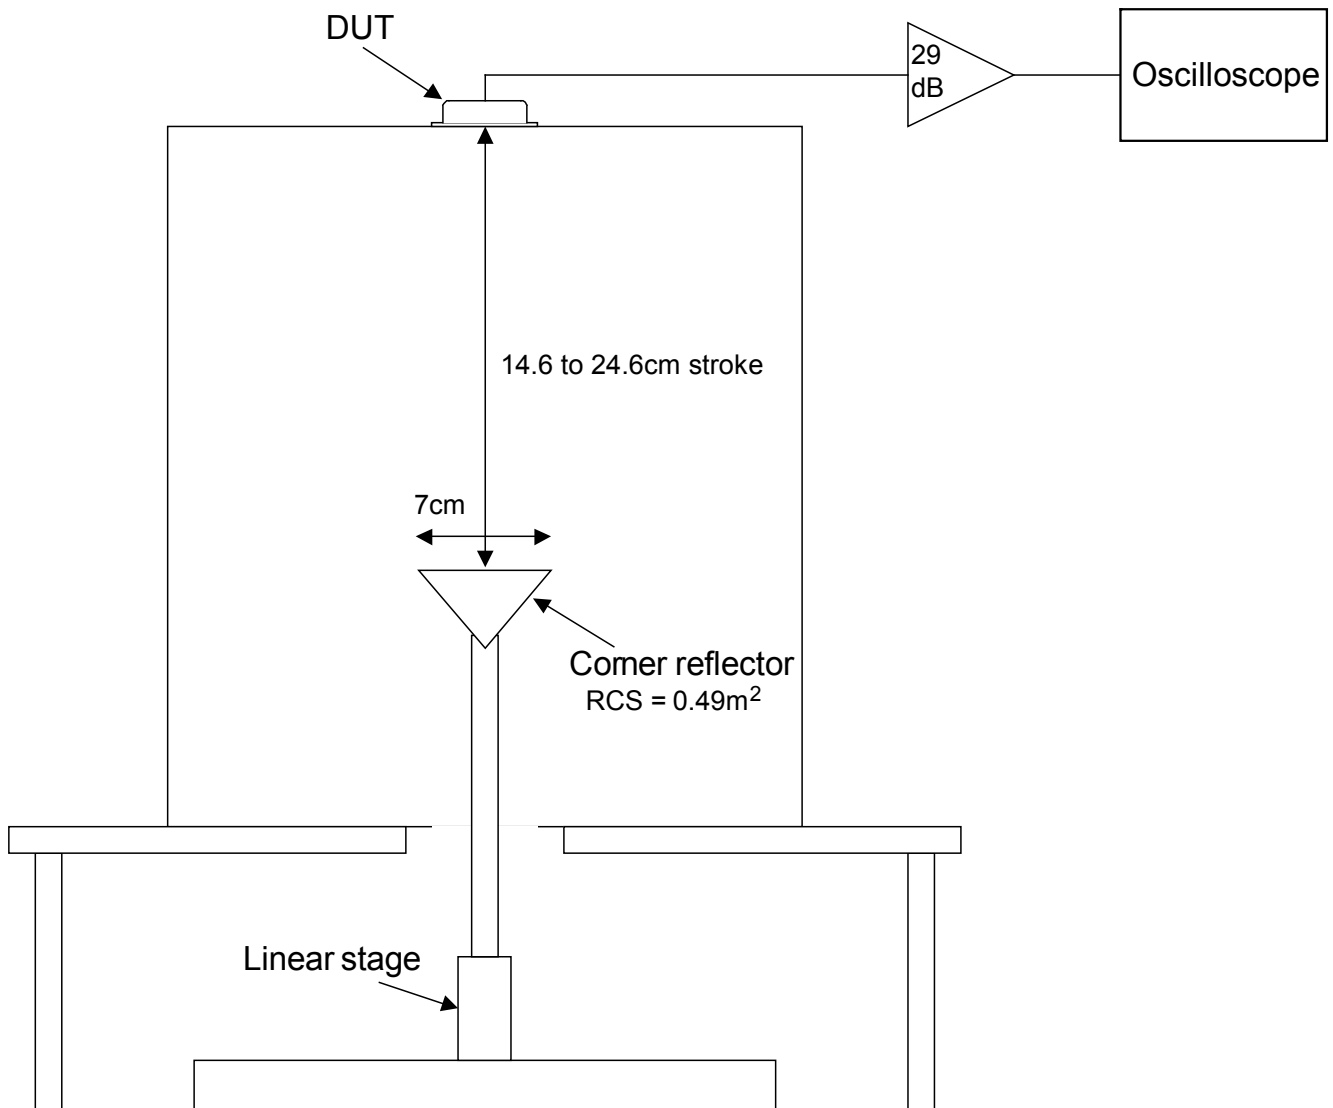 DUT
29
dB
Oscilloscope
14.6 to 24.6cm stroke
7cm
Corner reflector
RCS = 0.49m²
Linear stage